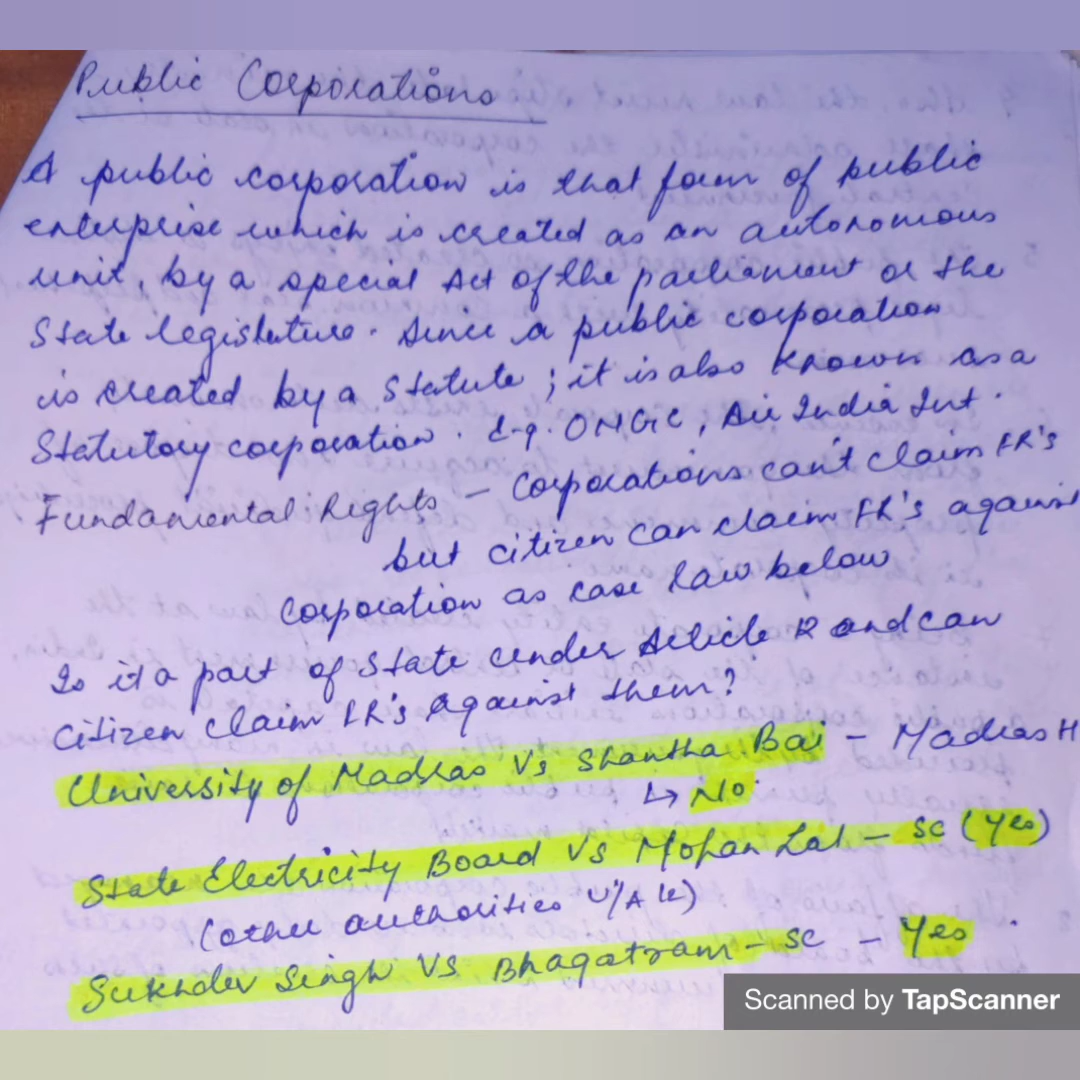 Public Corporations
A public corporation is that form of public
enterprise which is created as an autonomous
unit, by a special Act of the parliament or the
State legislature. Since a public corporation
is created by a Statute ; it is also known as a
Statutory corporation. E.g. ONGC, Air India Int.
Fundamental Rights - Corporations can't claim FR's
but citizen can claim FR's against
corporation as case law below
Is it a part of State under Article 12 and can
citizen claim FR's against them?
University of Madras Vs Shantha Bai - Madras H
↳ No
State Electricity Board Vs Mohan Lal - SC (Yes)
(other authorities U/A 12)
Sukhdev Singh VS Bhagatram - SC - Yes.
Scanned by TapScanner